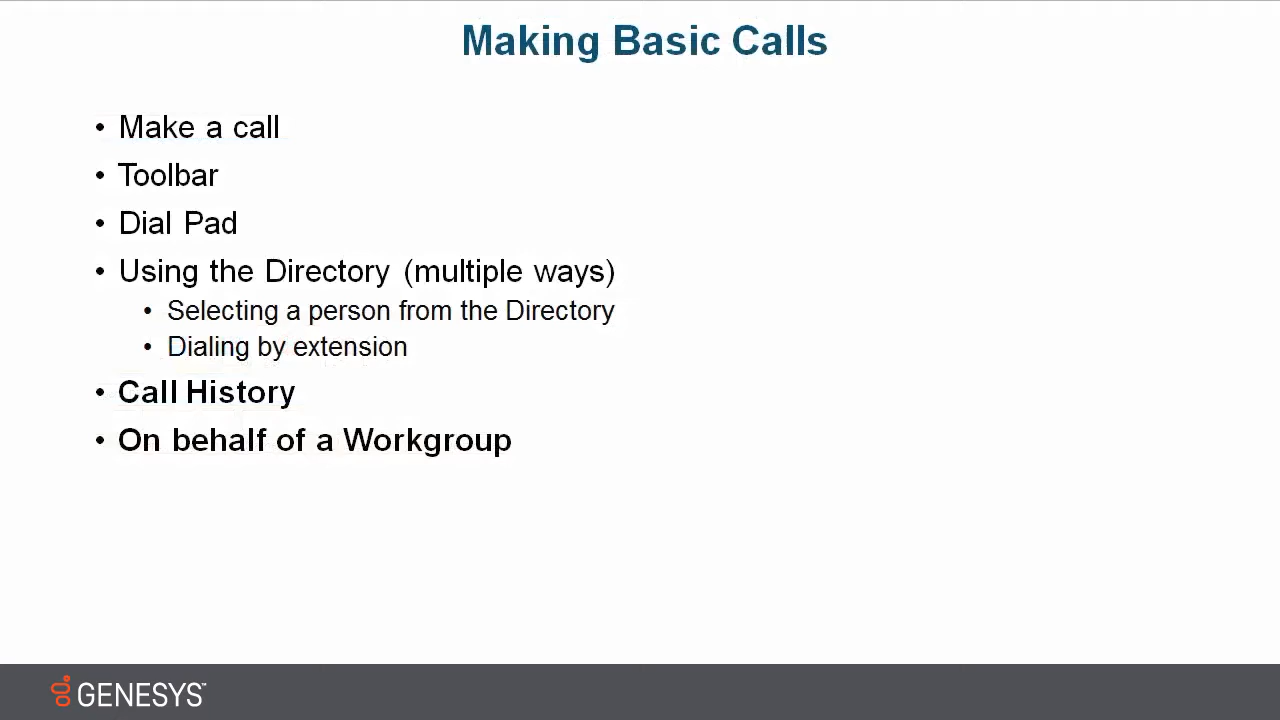 Making Basic Calls
• Make a call
• Toolbar
• Dial Pad
• Using the Directory (multiple ways)
• Selecting a person from the Directory
• Dialing by extension
• Call History
• On behalf of a Workgroup
GENESYS™